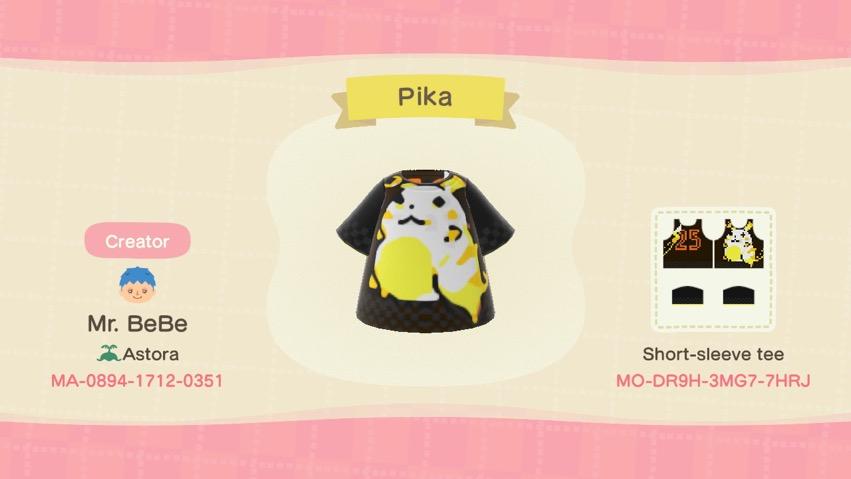 Pika
Creator
Mr. BeBe
Astora
MA-0894-1712-0351
25
Short-sleeve tee
MO-DR9H-3MG7-7HRJ